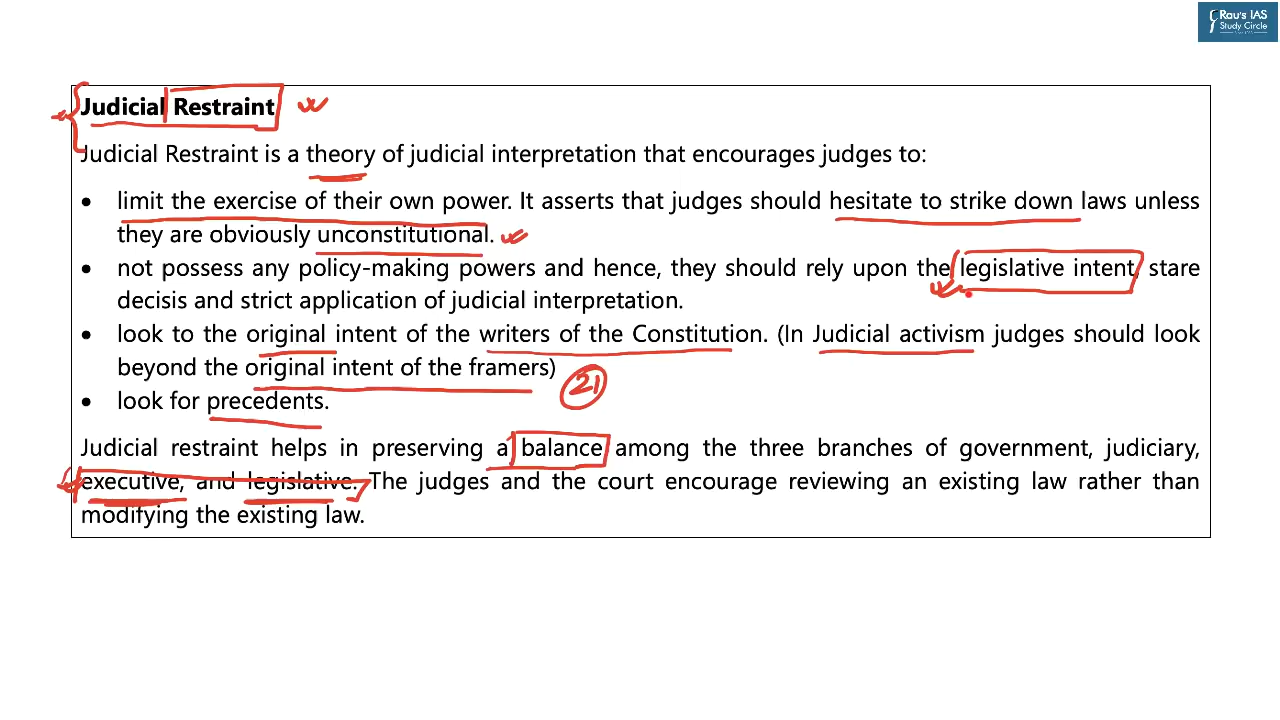 Rau's IAS
Study Circle
Judicial Restraint
Judicial Restraint is a theory of judicial interpretation that encourages judges to:
• limit the exercise of their own power. It asserts that judges should hesitate to strike down laws unless
they are obviously unconstitutional.
• not possess any policy-making powers and hence, they should rely upon the legislative intent, stare
decisis and strict application of judicial interpretation.
• look to the original intent of the writers of the Constitution. (In Judicial activism judges should look
beyond the original intent of the framers)
21
• look for precedents.
Judicial restraint helps in preserving a balance among the three branches of government, judiciary,
executive, and legislative. The judges and the court encourage reviewing an existing law rather than
modifying the existing law.